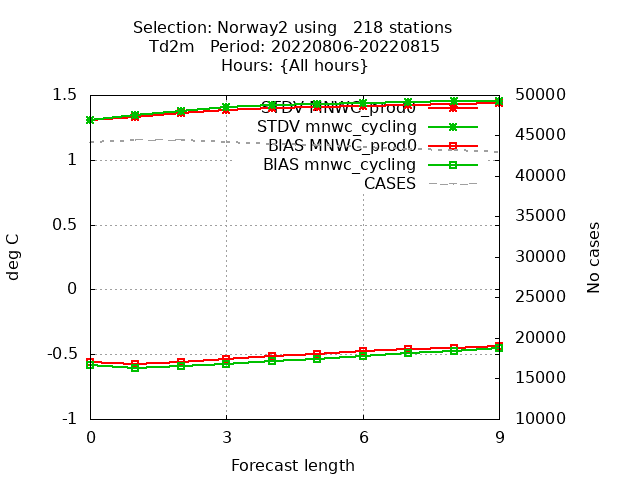 Selection: Norway2 using   218 stations
Td2m   Period: 20220806-20220815
Hours: {All hours}
1.5
1
0.5
0
-0.5
-1
deg C
50000
45000
40000
35000
30000
25000
20000
15000
10000
No cases
STDV MNWC_prod0
STDV mnwc_cycling
BIAS MNWC_prod0
BIAS mnwc_cycling
CASES
0 3 6 9
Forecast length